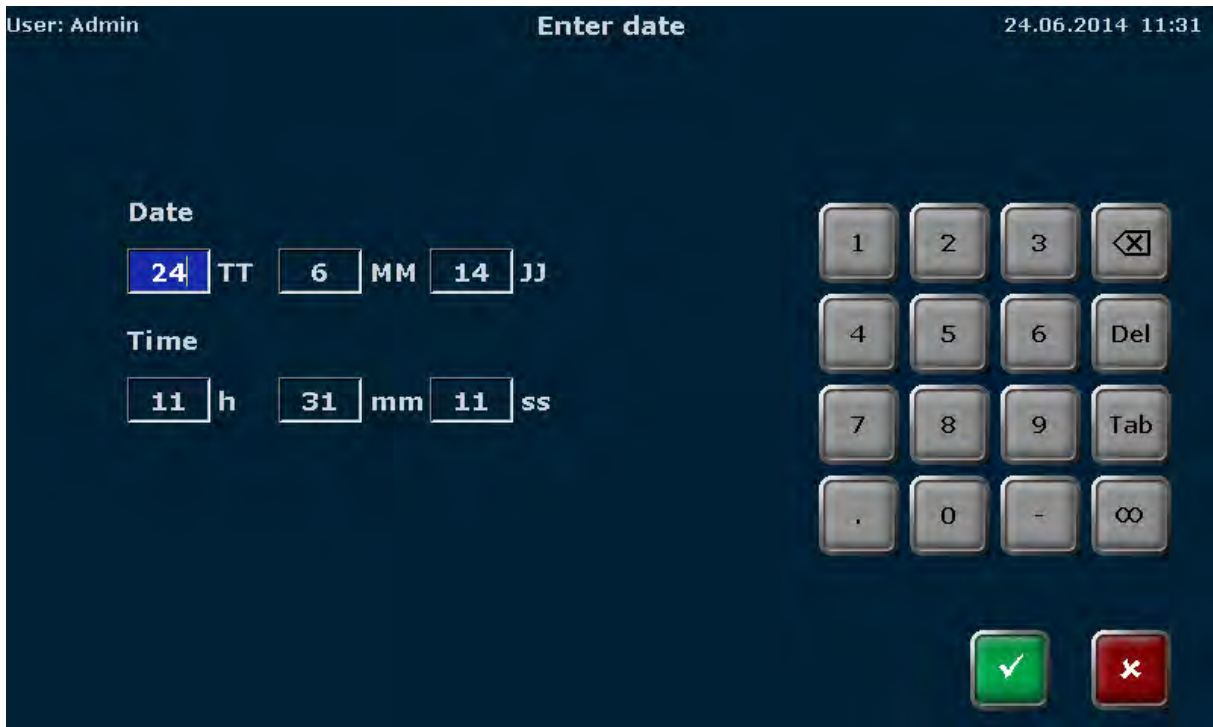 User: Admin Enter date 24.06.2014 11:31
Date
24 TT 6 MM 14 JJ
Time
11 h 31 mm 11 ss
1 2 3
4 5 6 Del
7 8 9 Tab
. 0 - ∞